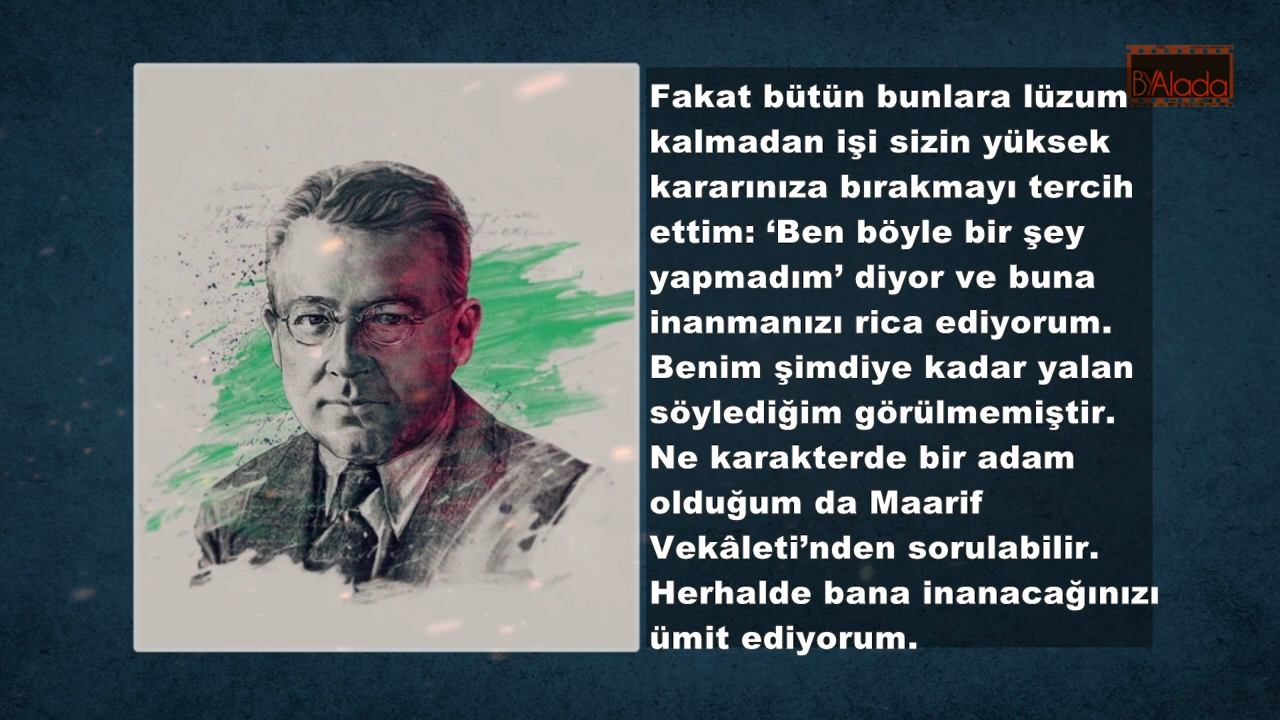 Fakat bütün bunlara lüzum
kalmadan işi sizin yüksek
kararınıza bırakmayı tercih
ettim: ‘Ben böyle bir şey
yapmadım’ diyor ve buna
inanmanızı rica ediyorum.
Benim şimdiye kadar yalan
söylediğim görülmemiştir.
Ne karakterde bir adam
olduğum da Maarif
Vekâleti’nden sorulabilir.
Herhalde bana inanacağınızı
ümit ediyorum.
BYAlada